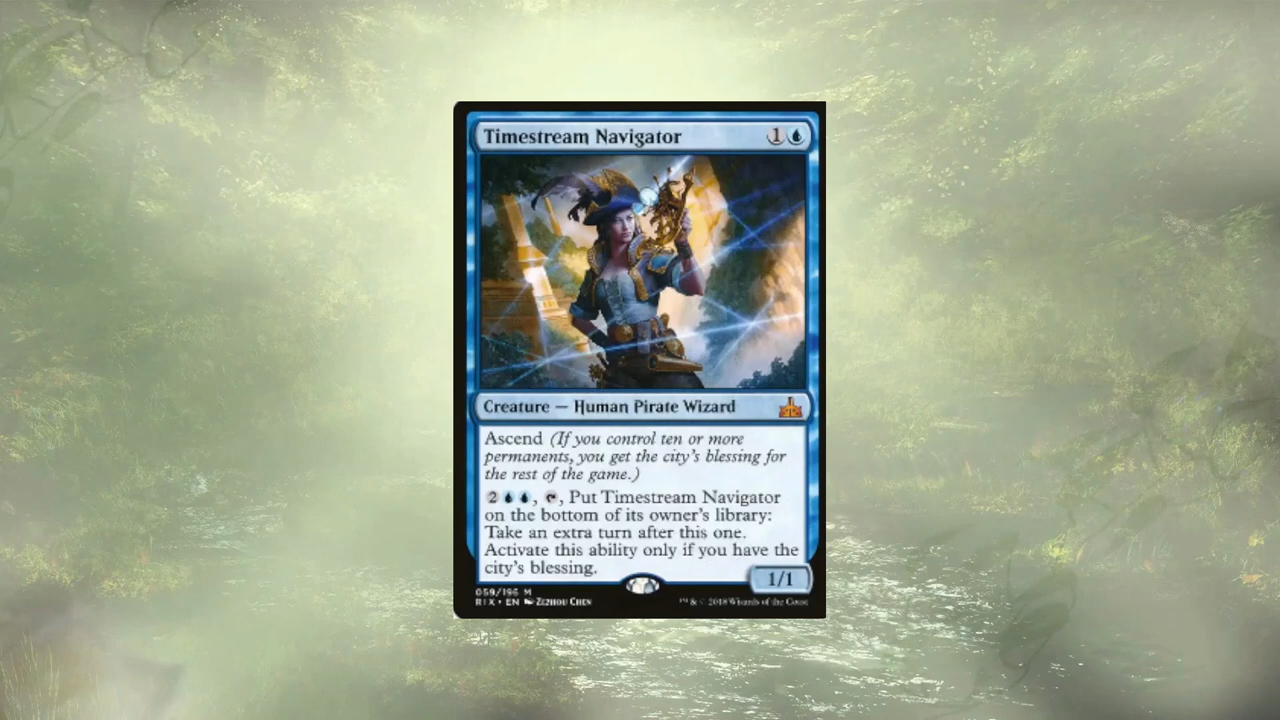 Timestream Navigator 1
Creature — Human Pirate Wizard
Ascend (If you control ten or more
permanents, you get the city's blessing for
the rest of the game.)
2, , Put Timestream Navigator
on the bottom of its owner's library:
Take an extra turn after this one.
Activate this ability only if you have the
city's blessing.
1/1
059/196 M
RIX • EN Zezhou Chen
™ & © 2018 Wizards of the Coast